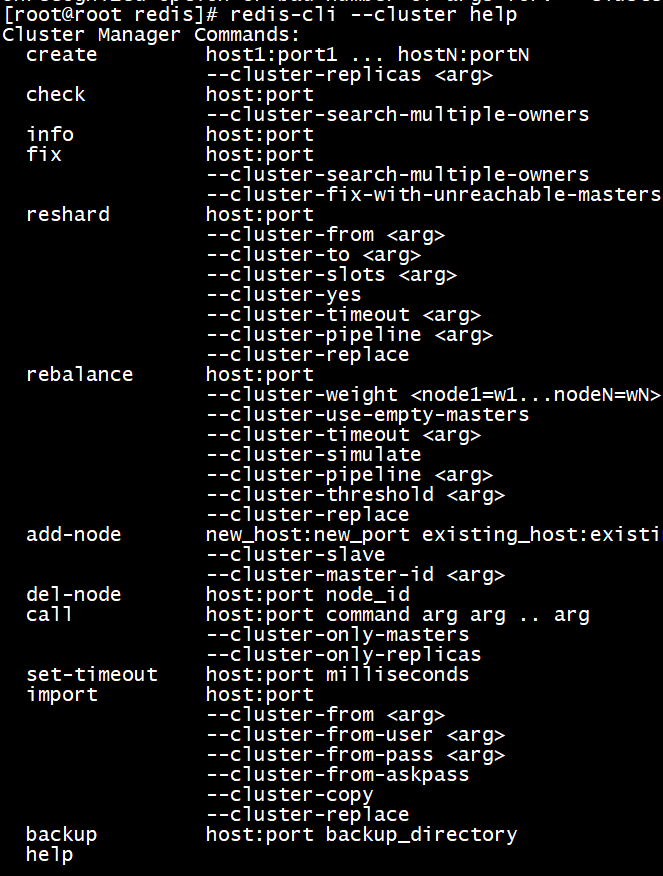 [root@root redis]# redis-cli --cluster help
Cluster Manager Commands:
create host1:port1 ... hostN:portN
--cluster-replicas <arg>
check host:port
--cluster-search-multiple-owners
info host:port
fix host:port
--cluster-search-multiple-owners
--cluster-fix-with-unreachable-masters
reshard host:port
--cluster-from <arg>
--cluster-to <arg>
--cluster-slots <arg>
--cluster-yes
--cluster-timeout <arg>
--cluster-pipeline <arg>
--cluster-replace
rebalance host:port
--cluster-weight <node1=w1...nodeN=wN>
--cluster-use-empty-masters
--cluster-timeout <arg>
--cluster-simulate
--cluster-pipeline <arg>
--cluster-threshold <arg>
--cluster-replace
add-node new_host:new_port existing_host:existi
--cluster-slave
--cluster-master-id <arg>
del-node host:port node_id
call host:port command arg arg .. arg
--cluster-only-masters
--cluster-only-replicas
set-timeout host:port milliseconds
import host:port
--cluster-from <arg>
--cluster-from-user <arg>
--cluster-from-pass <arg>
--cluster-from-askpass
--cluster-copy
--cluster-replace
backup host:port backup_directory
help